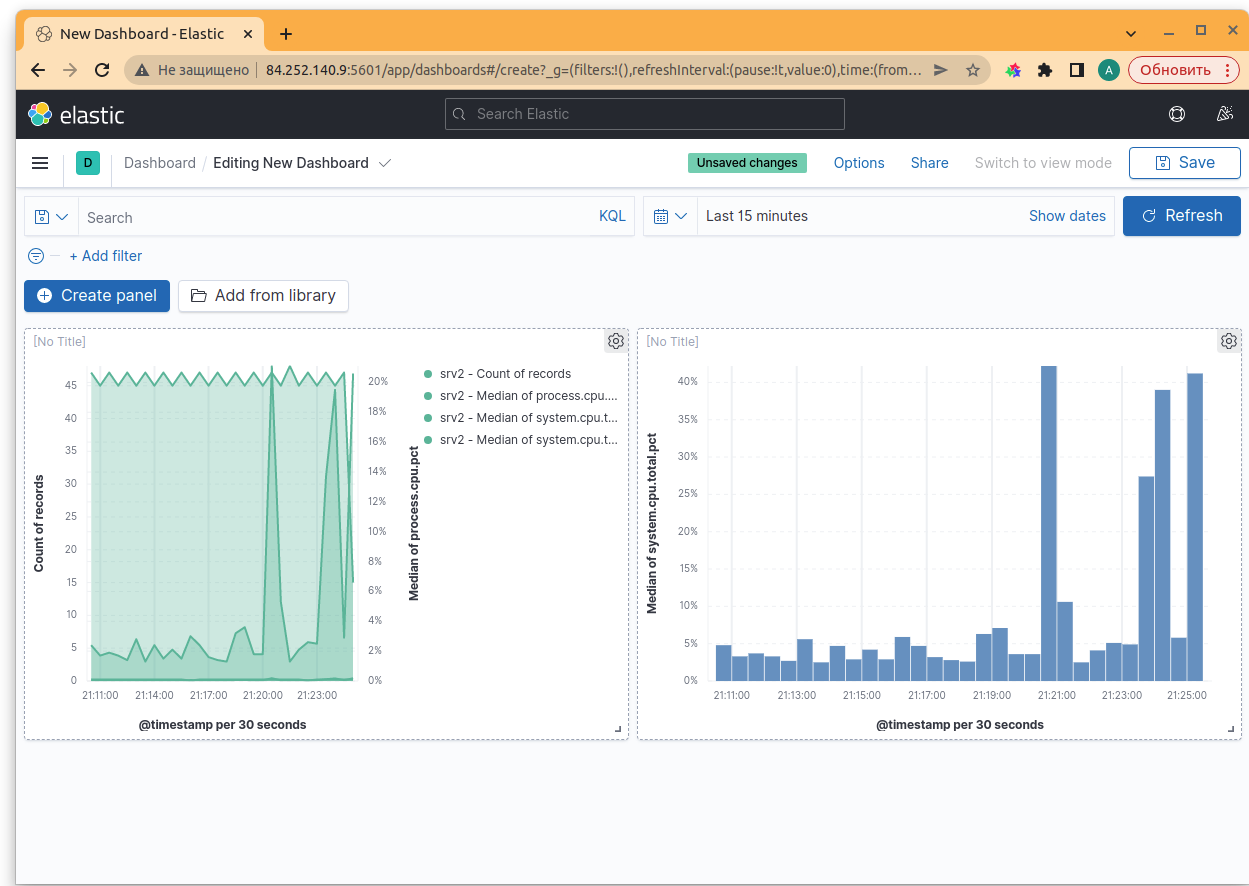 New Dashboard - Elastic
Не защищено 84.252.140.9:5601/app/dashboards#/create?_g=(filters:!(),refreshInterval:(pause:!t,value:0),time:(from... A Обновить
elastic Search Elastic
D Dashboard / Editing New Dashboard Unsaved changes Options Share Switch to view mode Save
Search KQL Last 15 minutes Show dates Refresh
+ Add filter
Create panel Add from library
[No Title]
Count of records
45
40
35
30
25
20
15
10
5
0
20%
18%
16%
14%
12%
10%
8%
6%
4%
2%
0%
Median of process.cpu.pct
srv2 - Count of records
srv2 - Median of process.cpu....
srv2 - Median of system.cpu.t...
srv2 - Median of system.cpu.t...
21:11:00 21:14:00 21:17:00 21:20:00 21:23:00
@timestamp per 30 seconds
[No Title]
Median of system.cpu.total.pct
40%
35%
30%
25%
20%
15%
10%
5%
0%
21:11:00 21:13:00 21:15:00 21:17:00 21:19:00 21:21:00 21:23:00 21:25:00
@timestamp per 30 seconds